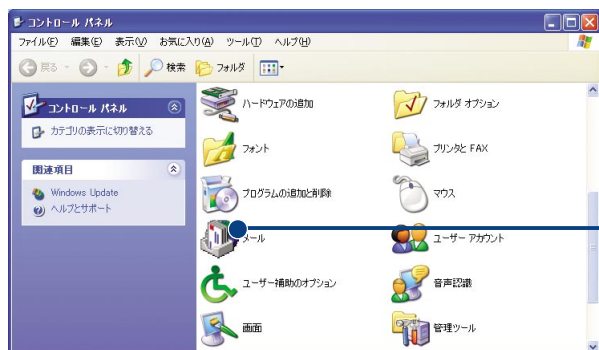 コントロール パネル
ファイル(F) 編集(E) 表示(V) お気に入り(A) ツール(T) ヘルプ(H)
戻る 検索 フォルダ
コントロール パネル
カテゴリの表示に切り替える
関連項目
Windows Update
ヘルプとサポート
ハードウェアの追加 フォルダ オプション
フォント プリンタと FAX
プログラムの追加と削除 マウス
メール ユーザー アカウント
ユーザー補助のオプション 音声認識
画面 管理ツール